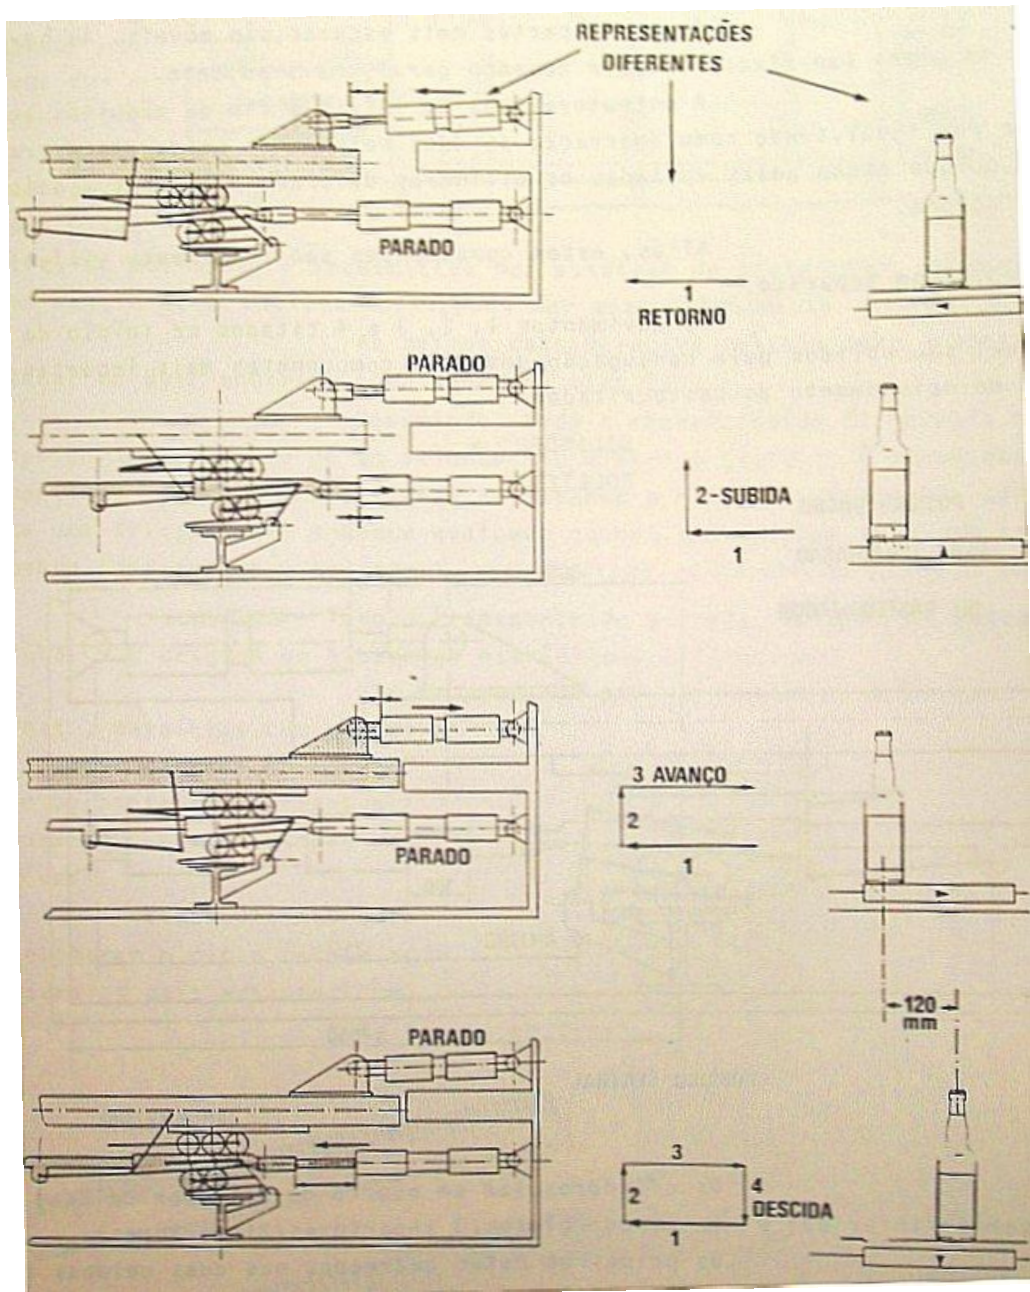 REPRESENTAÇÕES
DIFERENTES
PARADO
1
RETORNO
PARADO
2-SUBIDA
1
3 AVANÇO
2
1
PARADO
120
mm
PARADO
3
2
4
DESCIDA
1